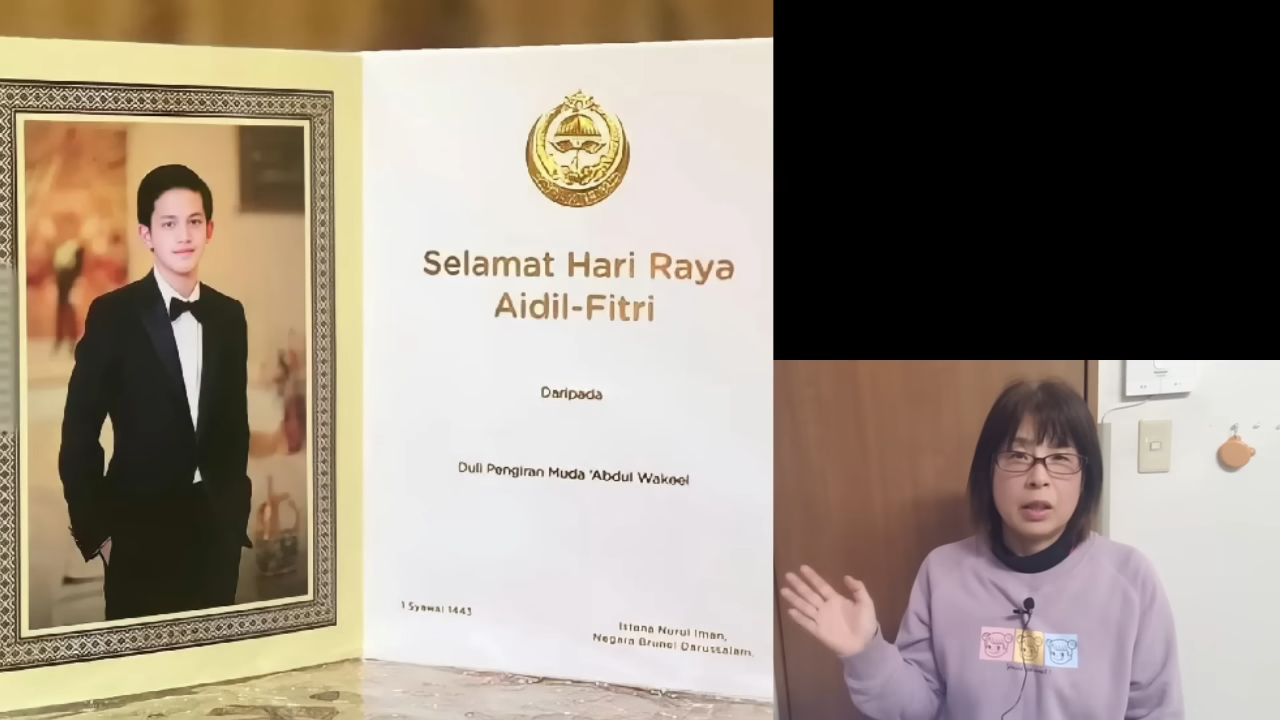 Selamat Hari Raya
Aidil-Fitri
Daripada
Duli Pengiran Muda 'Abdul Wakeel
1 Syawal 1443
Istana Nurul Iman,
Negara Brunei Darussalam.